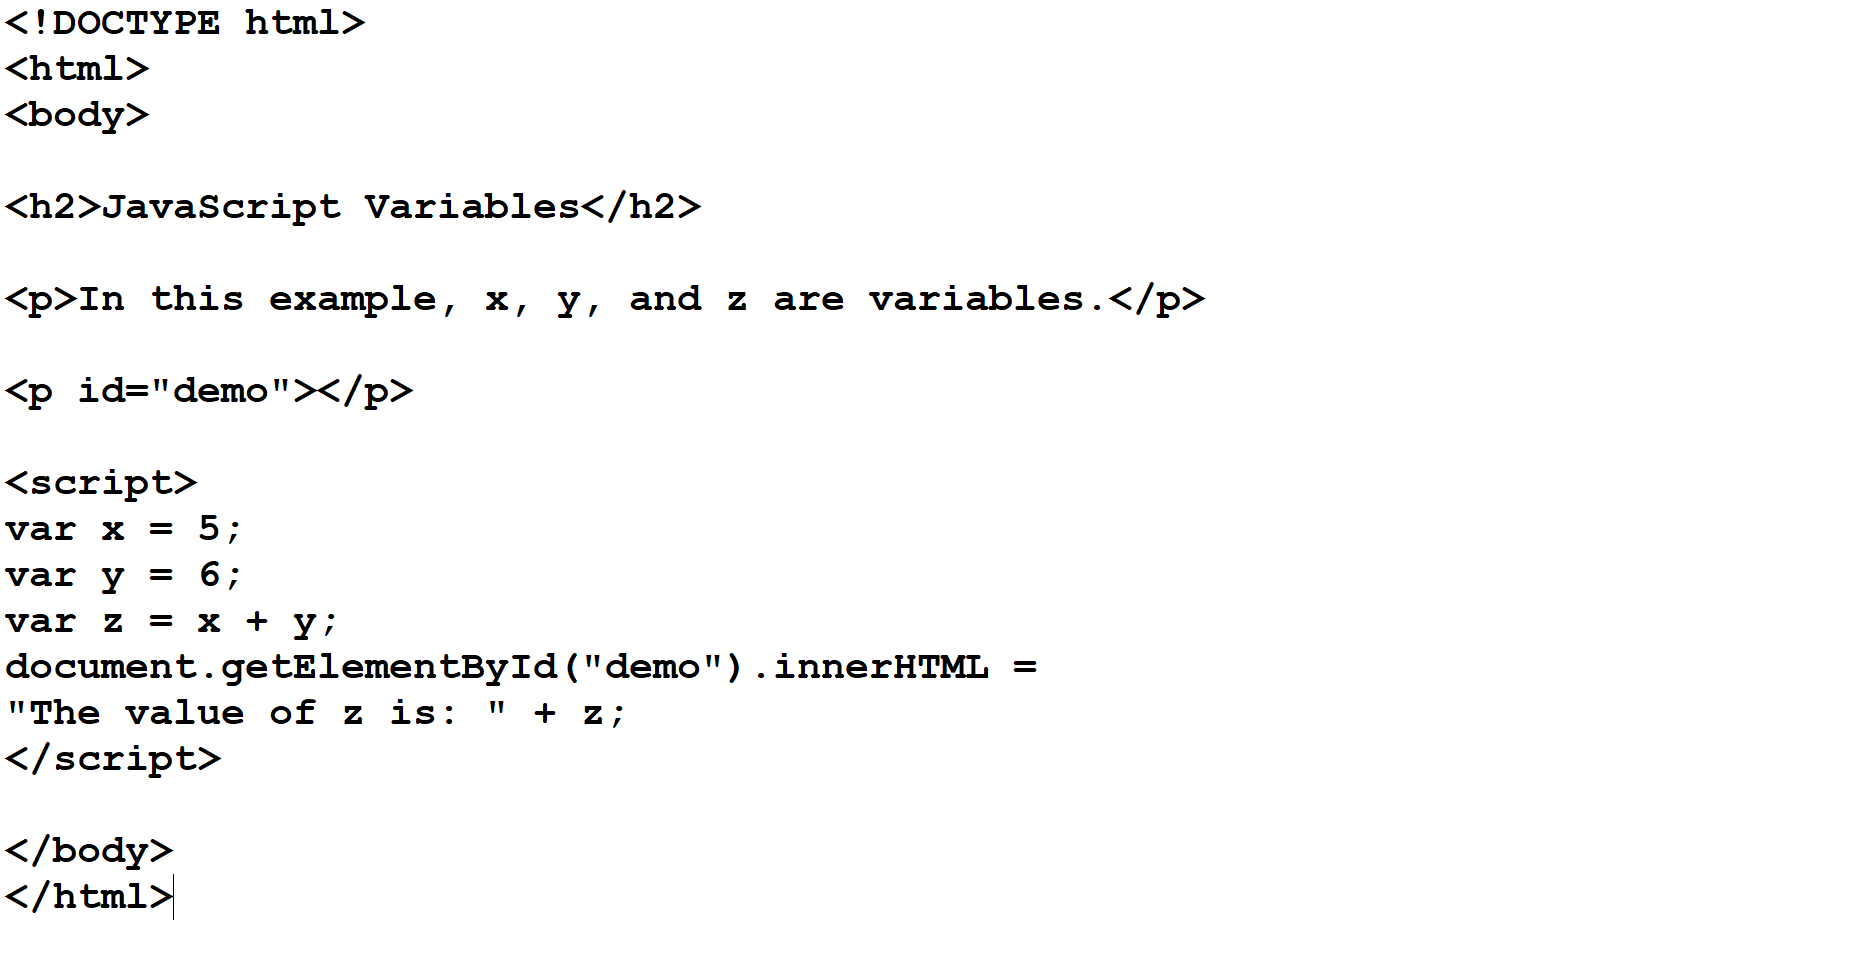 <!DOCTYPE html>
<html>
<body>
<h2>JavaScript Variables</h2>
<p>In this example, x, y, and z are variables.</p>
<p id="demo"></p>
<script>
var x = 5;
var y = 6;
var z = x + y;
document.getElementById("demo").innerHTML =
"The value of z is: " + z;
</script>
</body>
</html>